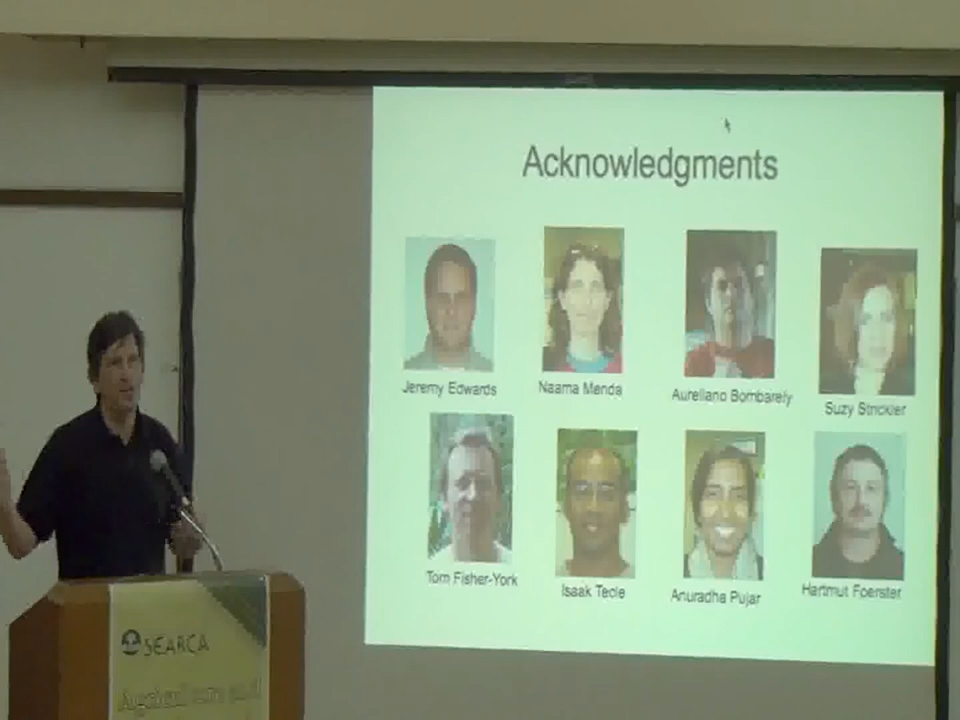 Acknowledgments
Jeremy Edwards
Naama Menda
Aureliano Bombarely
Suzy Strickler
Tom Fisher-York
Isaak Tecle
Anuradha Pujar
Hartmut Foerster
SEARCA